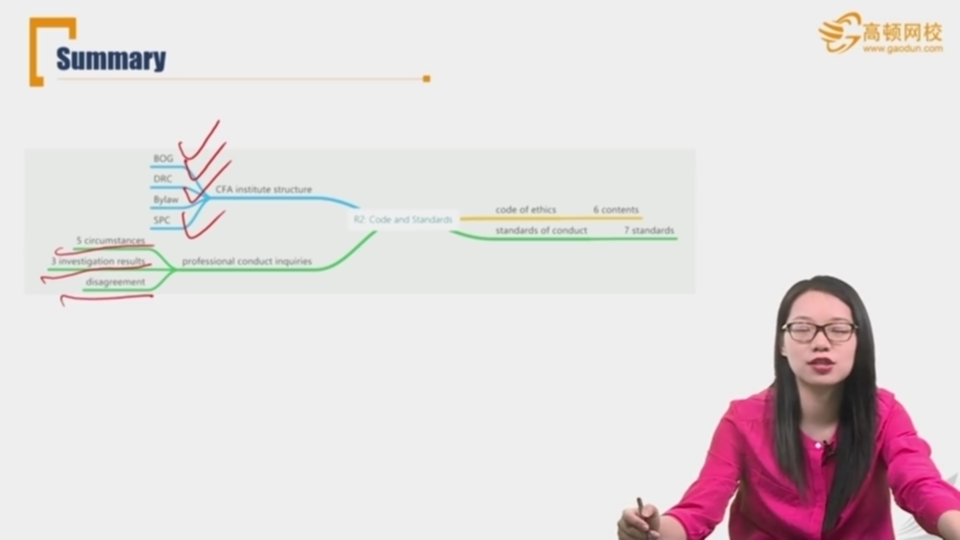 Summary
高顿网校
www.gaodun.com
BOG
DRC
Bylaw
SPC
CFA institute structure
R2: Code and Standards
code of ethics
6 contents
standards of conduct
7 standards
5 circumstances
3 investigation results
disagreement
professional conduct inquiries